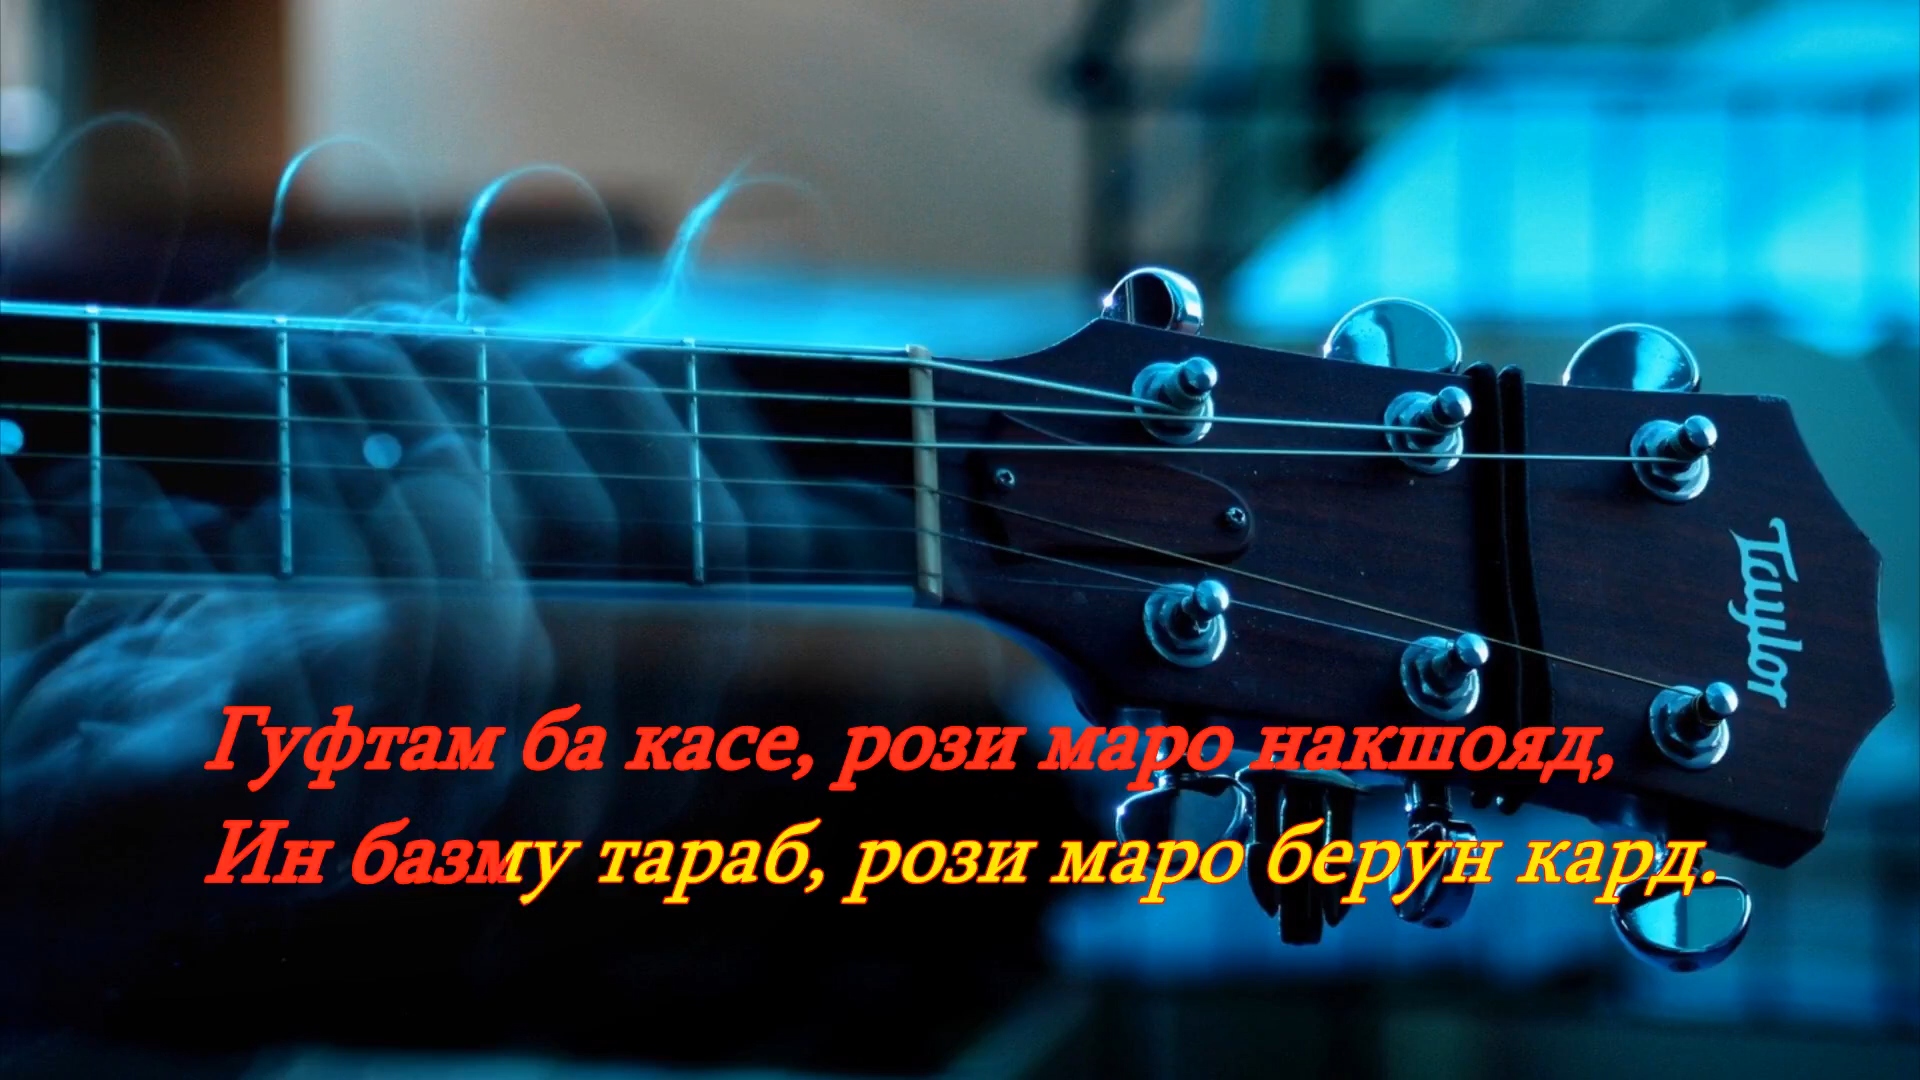 Taylor
Гуфтам ба касе, рози маро накшояд,
Ин базму тараб, рози маро берун кард.